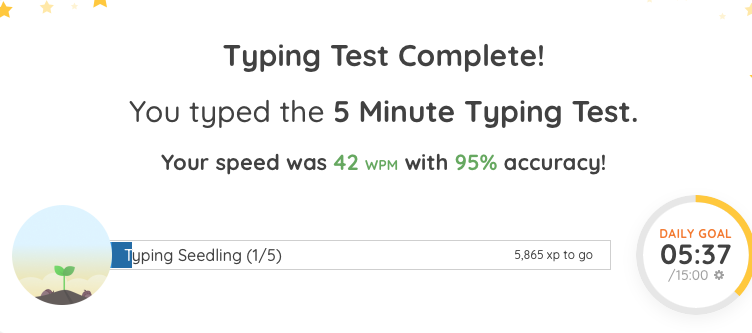 Typing Test Complete!
You typed the 5 Minute Typing Test.
Your speed was 42 WPM with 95% accuracy!
Typing Seedling (1/5)
5,865 xp to go
DAILY GOAL
05:37
/15:00